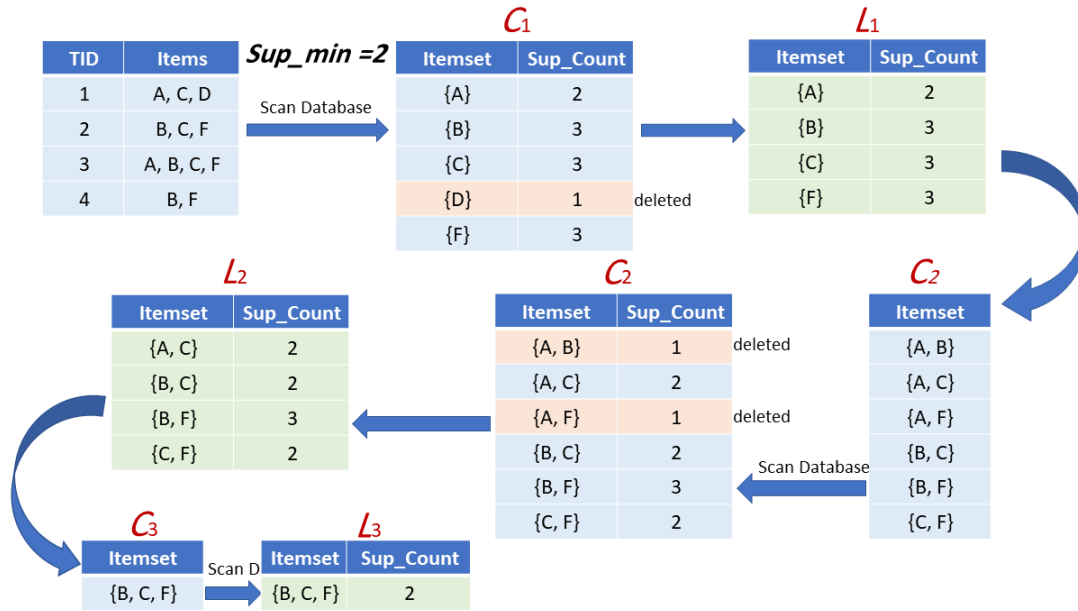 Sup_min =2
TID Items
1 A, C, D
2 B, C, F
3 A, B, C, F
4 B, F
Scan Database
C1
Itemset Sup_Count
{A} 2
{B} 3
{C} 3
{D} 1 deleted
{F} 3
L1
Itemset Sup_Count
{A} 2
{B} 3
{C} 3
{F} 3
C2
Itemset
{A, B}
{A, C}
{A, F}
{B, C}
{B, F}
{C, F}
Scan Database
C2
Itemset Sup_Count
{A, B} 1 deleted
{A, C} 2
{A, F} 1 deleted
{B, C} 2
{B, F} 3
{C, F} 2
L2
Itemset Sup_Count
{A, C} 2
{B, C} 2
{B, F} 3
{C, F} 2
C3
Itemset
{B, C, F}
Scan D
L3
Itemset Sup_Count
{B, C, F} 2